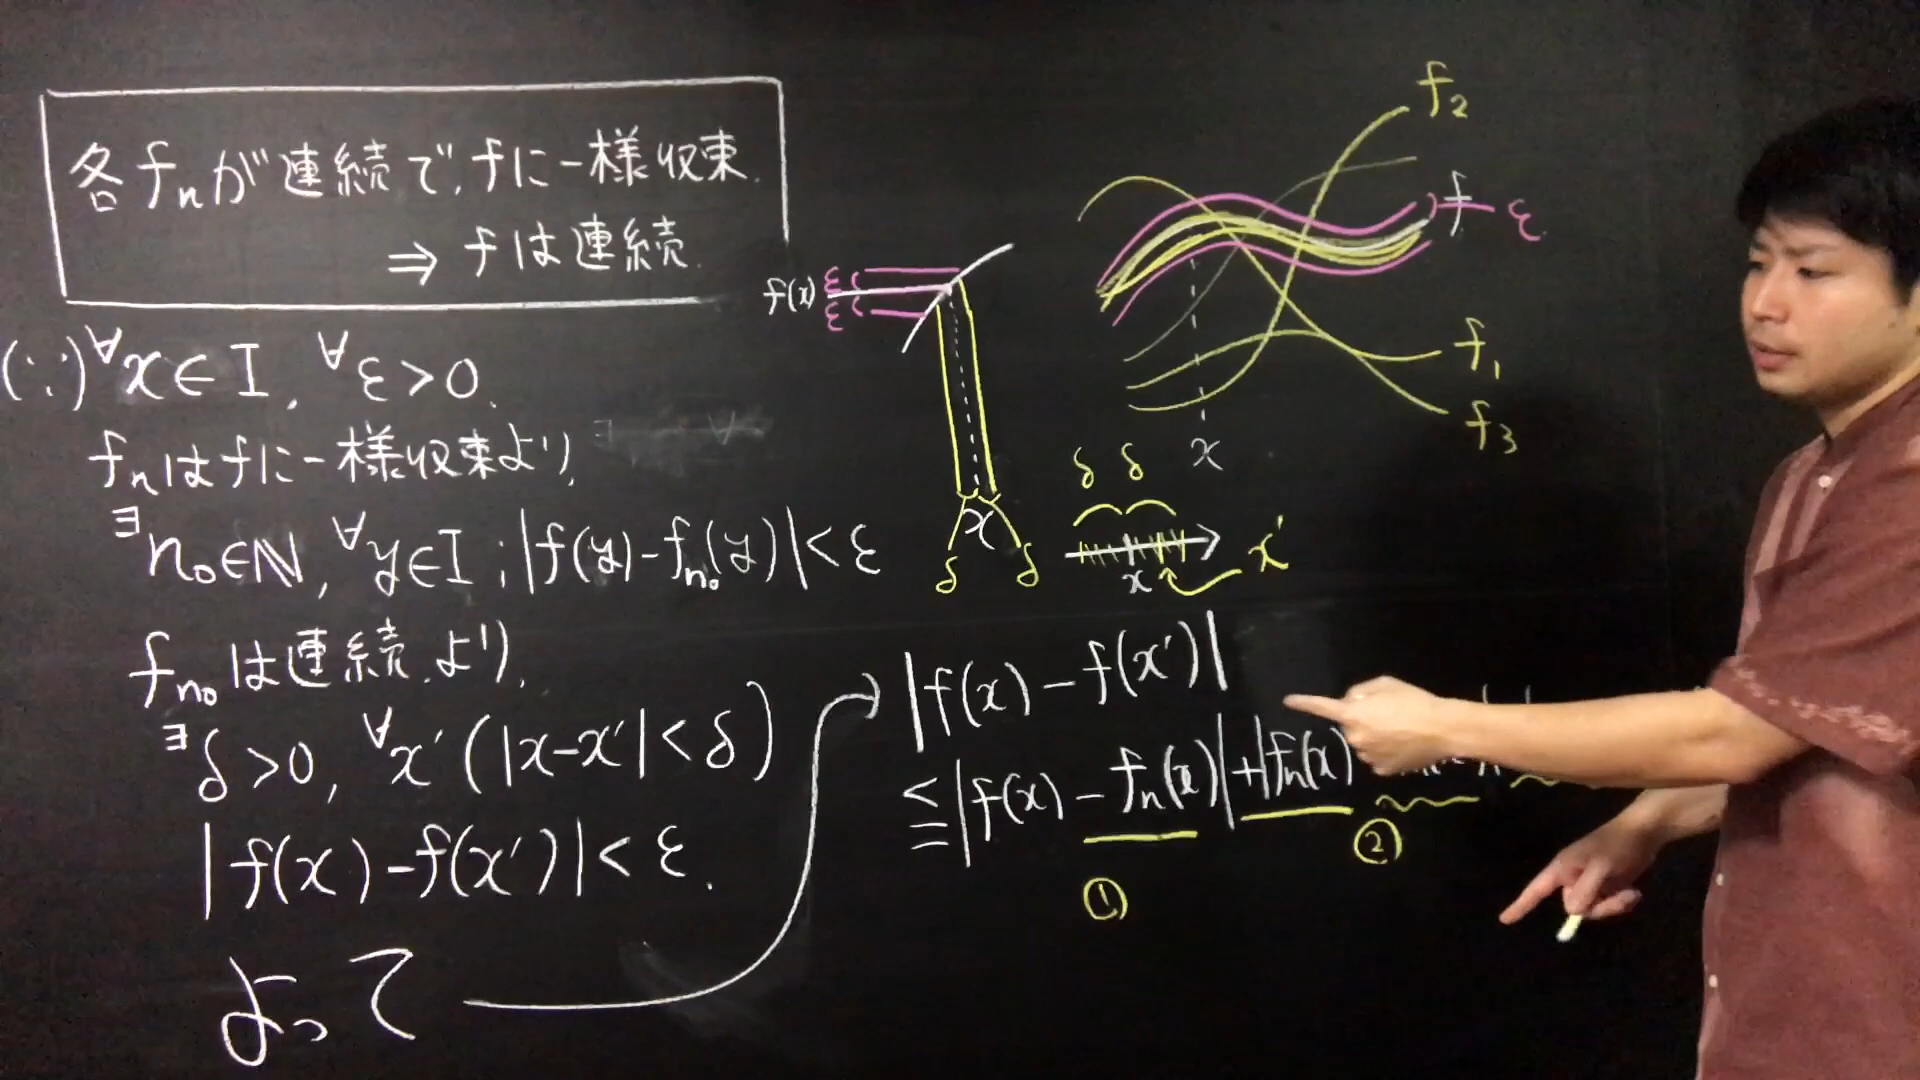 各fnが連続で,fに一様収束.
⇒ fは連続.
(∵) ∀x∈I, ∀ε>0,
fnはfに一様収束より,
∃n₀∈ℕ, ∀y∈I ; |f(y)-fn₀(y)|<ε
fn₀は連続より,
∃δ>0, ∀x'(|x-x'|<δ)
|f(x)-f(x')|<ε.
よって
f(x)
ε
ε
x
δ
δ
f₂
f
ε
f₁
f₃
x
δ δ
x
x'
|f(x)-f(x')|
≦|f(x)-fn(x)|+|fn(x)
①
②